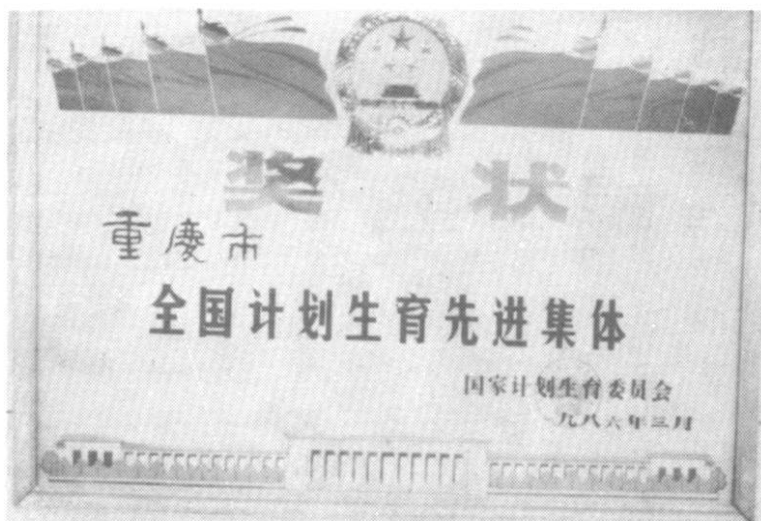 奖状
重慶市
全国计划生育先进集体
国家计划生育委员会
一九八六年三月